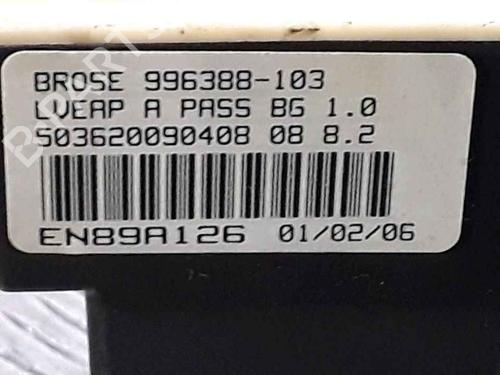 BROSE 996388-103
LVEAP A PASS BG 1.0
503620090408 08 8.2
EN89A126 01/02/06